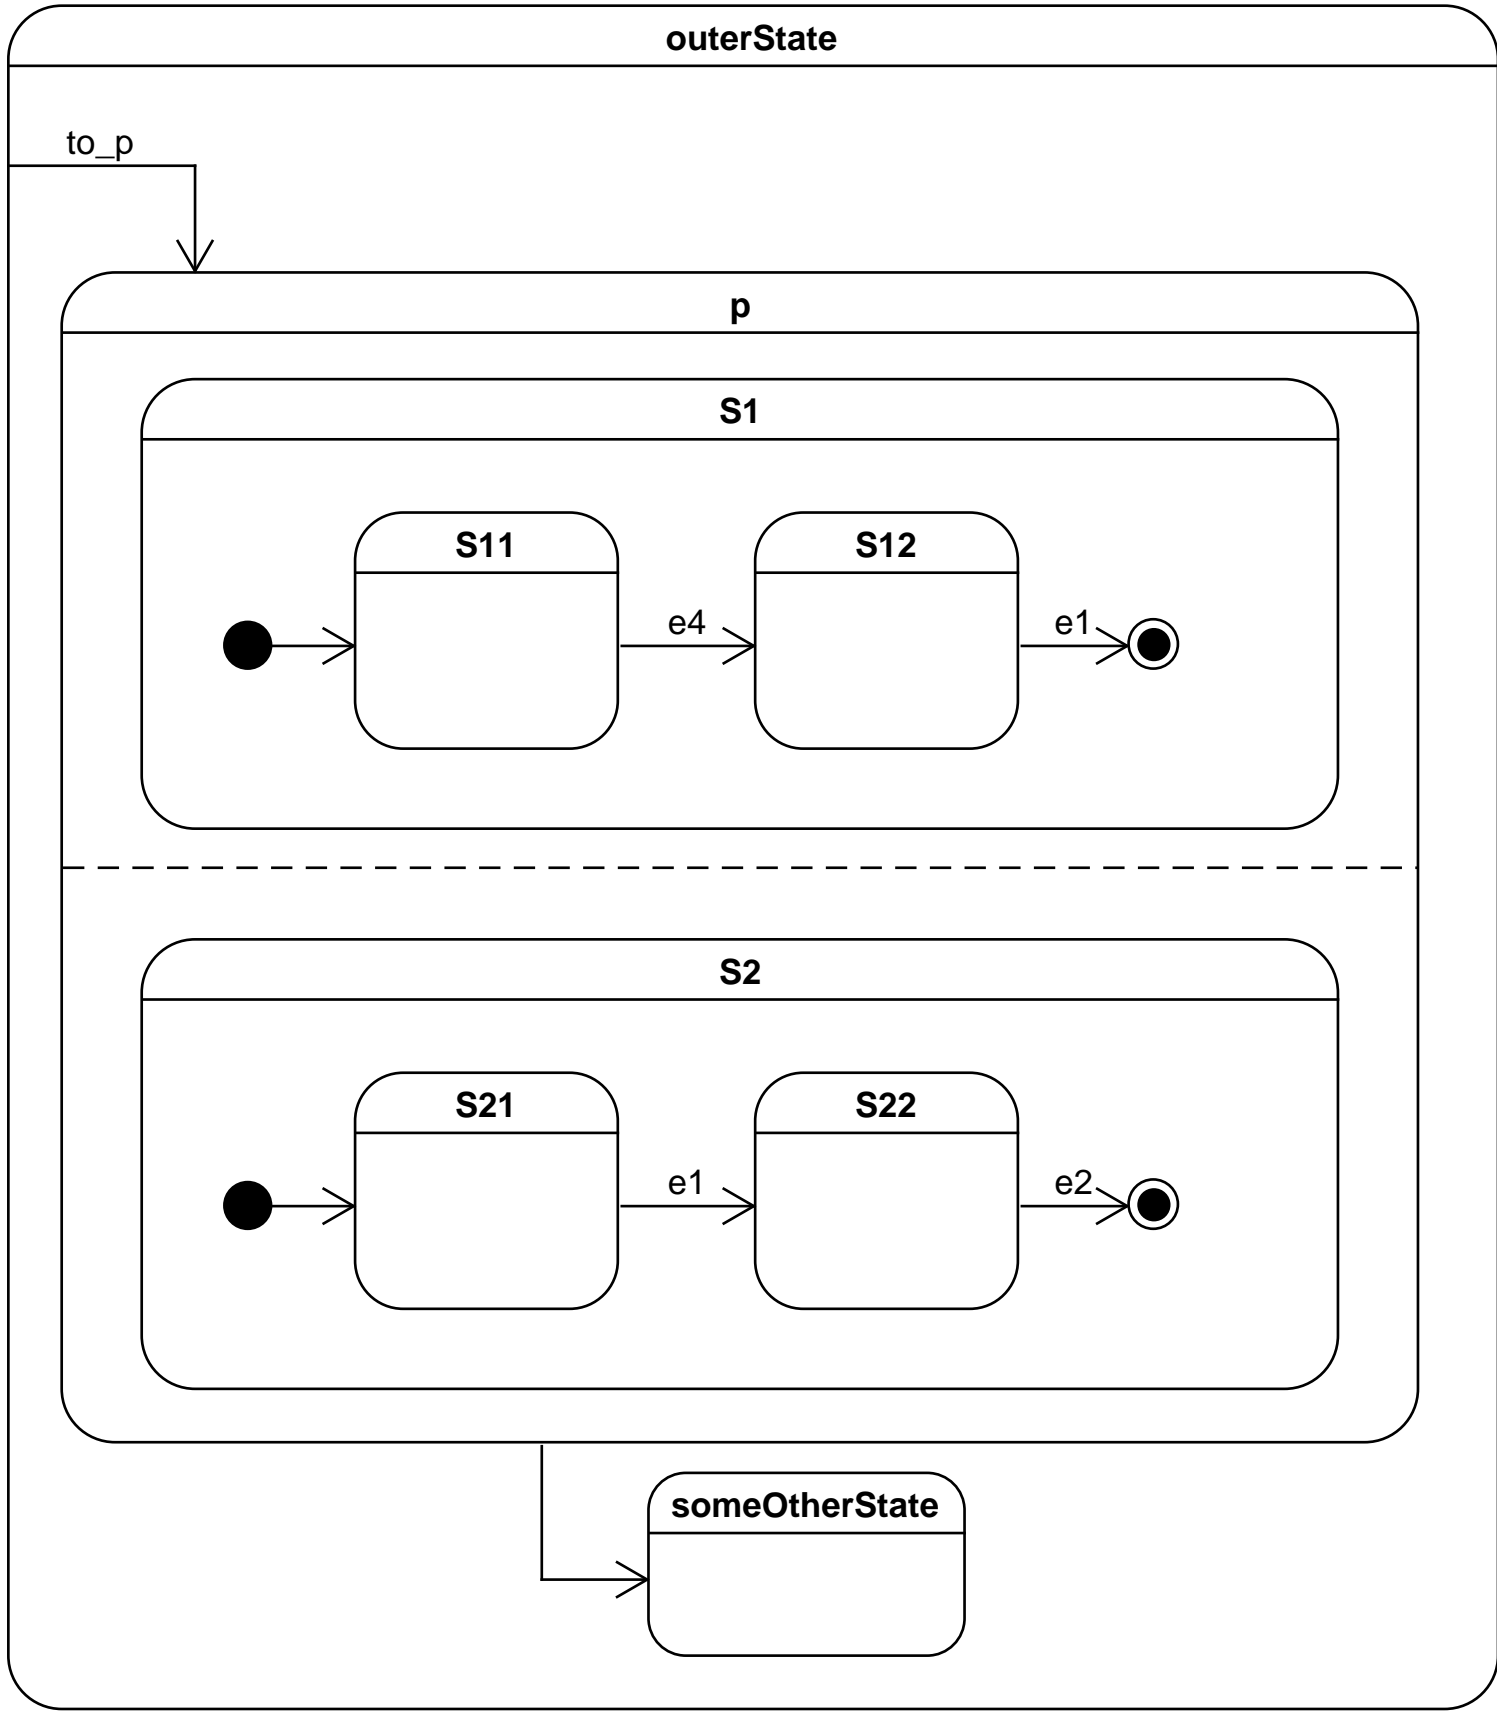 outerState
to_p
p
S1
S11
S12
e4
e1
S2
S21
S22
e1
e2
someOtherState